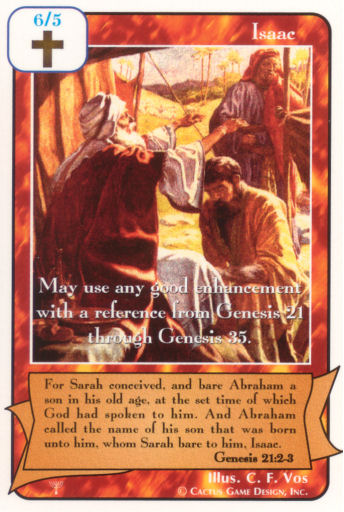 6/5
Isaac
May use any good enhancement
with a reference from Genesis 21
through Genesis 35.
For Sarah conceived, and bare Abraham a
son in his old age, at the set time of which
God had spoken to him. And Abraham
called the name of his son that was born
unto him, whom Sarah bare to him, Isaac.
Genesis 21:2-3
Illus. C. F. Vos
© Cactus Game Design, Inc.